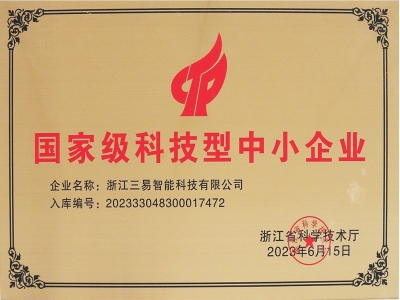 国家级科技型中小企业
企业名称：浙江三易智能科技有限公司
入库编号：202333048300017472
浙江省科学技术厅
2023年6月15日